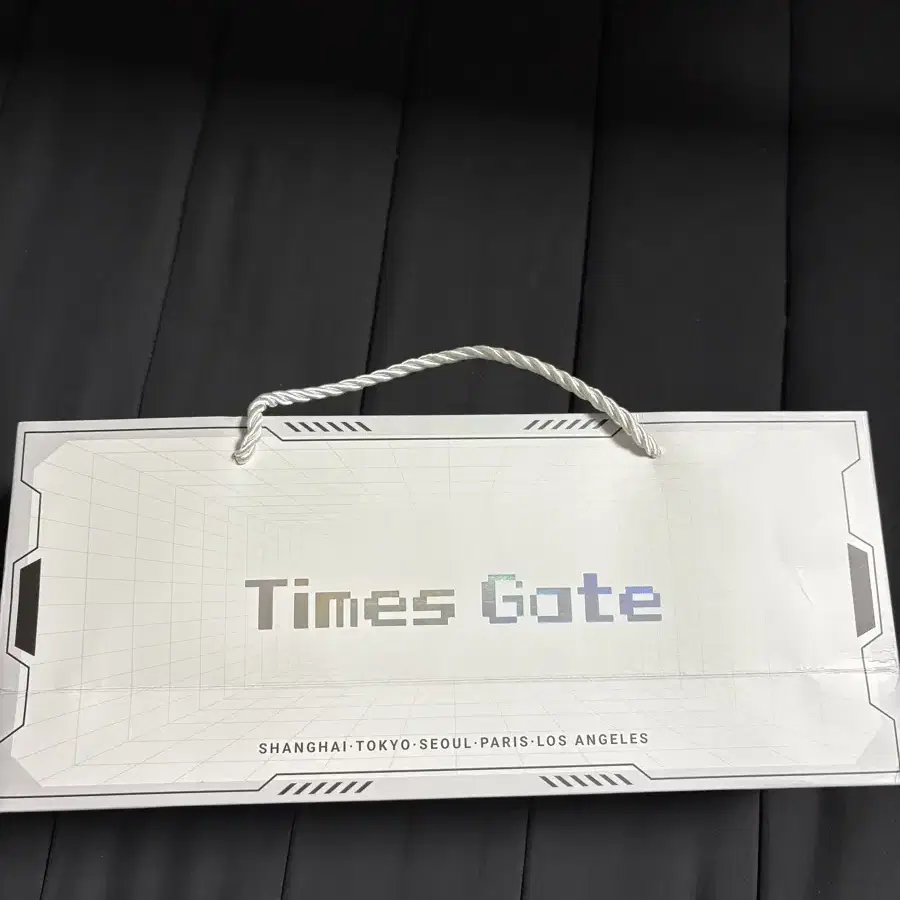 Times Gate
SHANGHAI·TOKYO·SEOUL·PARIS·LOS ANGELES